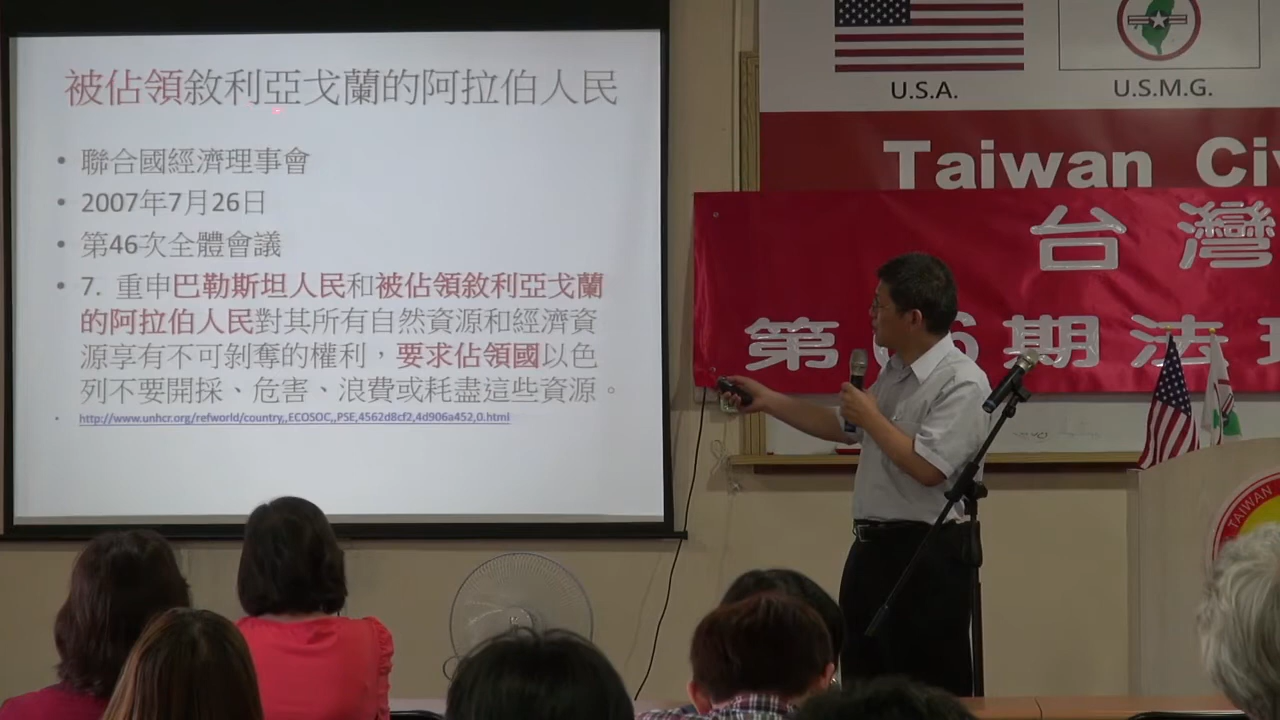 被佔領敘利亞戈蘭的阿拉伯人民
• 聯合國經濟理事會
• 2007年7月26日
• 第46次全體會議
• 7. 重申巴勒斯坦人民和被佔領敘利亞戈蘭
的阿拉伯人民對其所有自然資源和經濟資
源享有不可剝奪的權利，要求佔領國以色
列不要開採、危害、浪費或耗盡這些資源。
• http://www.unhcr.org/refworld/country,,ECOSOC,,PSE,4562d8cf2,4d906a452,0.html
U.S.A.
U.S.M.G.
Taiwan Civ
台灣
第66期法理
TAIWAN